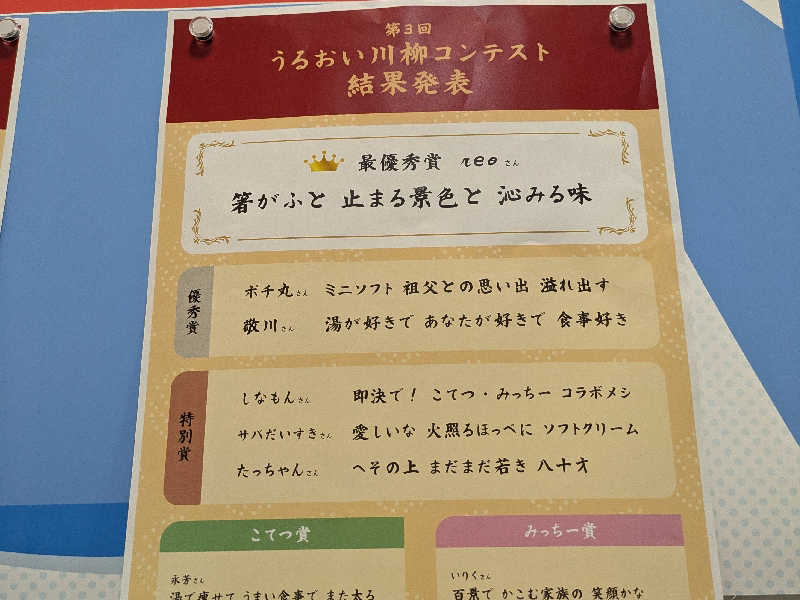 第3回
うるおい川柳コンテスト
結果発表
最優秀賞 reoさん
箸がふと 止まる景色と 沁みる味
優秀賞
ポチ丸さん ミニソフト 祖父との思い出 溢れ出す
敬川さん 湯が好きで あなたが好きで 食事好き
特別賞
しなもんさん 即決で！ こてつ・みっちー コラボメシ
サバだいすきさん 愛しいな 火照るほっぺに ソフトクリーム
たっちゃんさん へその上 まだまだ若き 八十才
こてつ賞
永芳さん
湯で痩せて うまい食事で また太る
みっちー賞
いりくさん
百景で かこむ家族の 笑顔かな